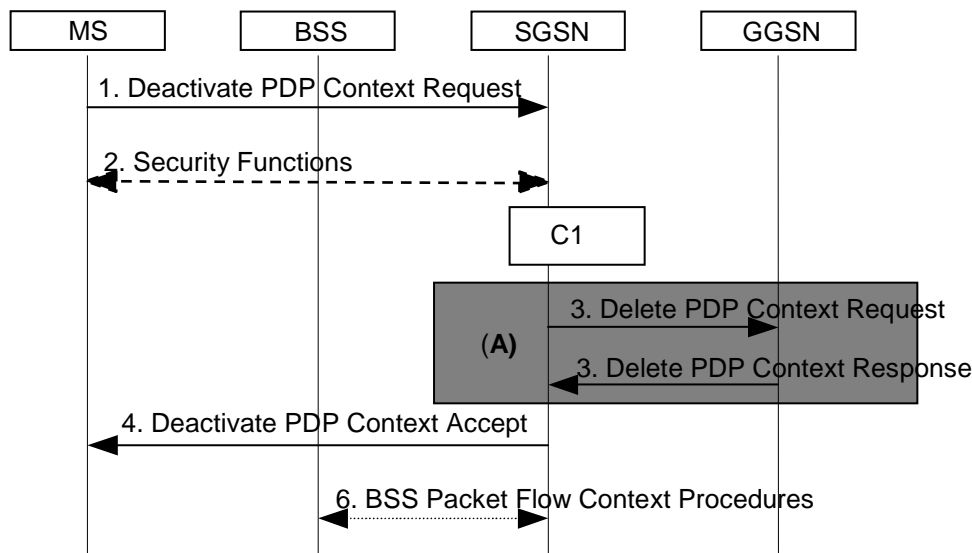 MS BSS SGSN GGSN
1. Deactivate PDP Context Request
2. Security Functions
C1
3. Delete PDP Context Request
(A)
3. Delete PDP Context Response
4. Deactivate PDP Context Accept
6. BSS Packet Flow Context Procedures